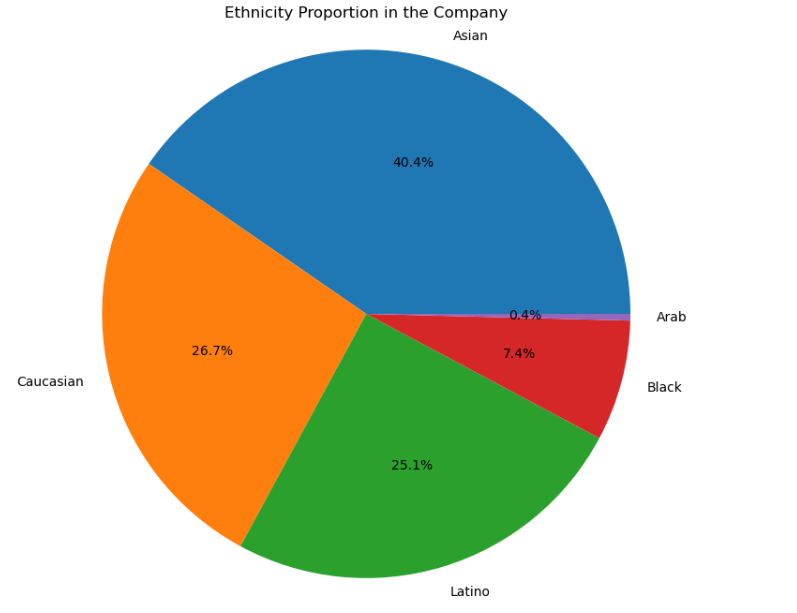 Ethnicity Proportion in the Company
Asian
40.4%
0.4%
Arab
26.7%
7.4%
Caucasian
Black
25.1%
Latino